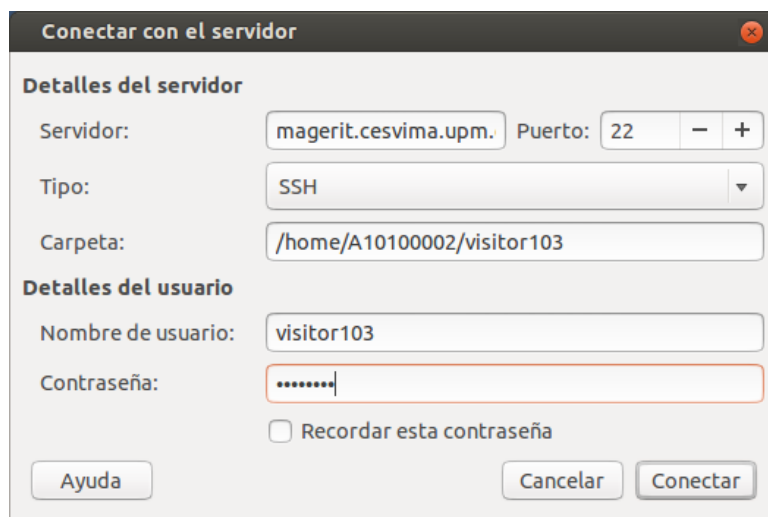 Conectar con el servidor
Detalles del servidor
Servidor: magerit.cesvima.upm. Puerto: 22 − +
Tipo: SSH
Carpeta: /home/A10100002/visitor103
Detalles del usuario
Nombre de usuario: visitor103
Contraseña: ••••••••
Recordar esta contraseña
Ayuda Cancelar Conectar